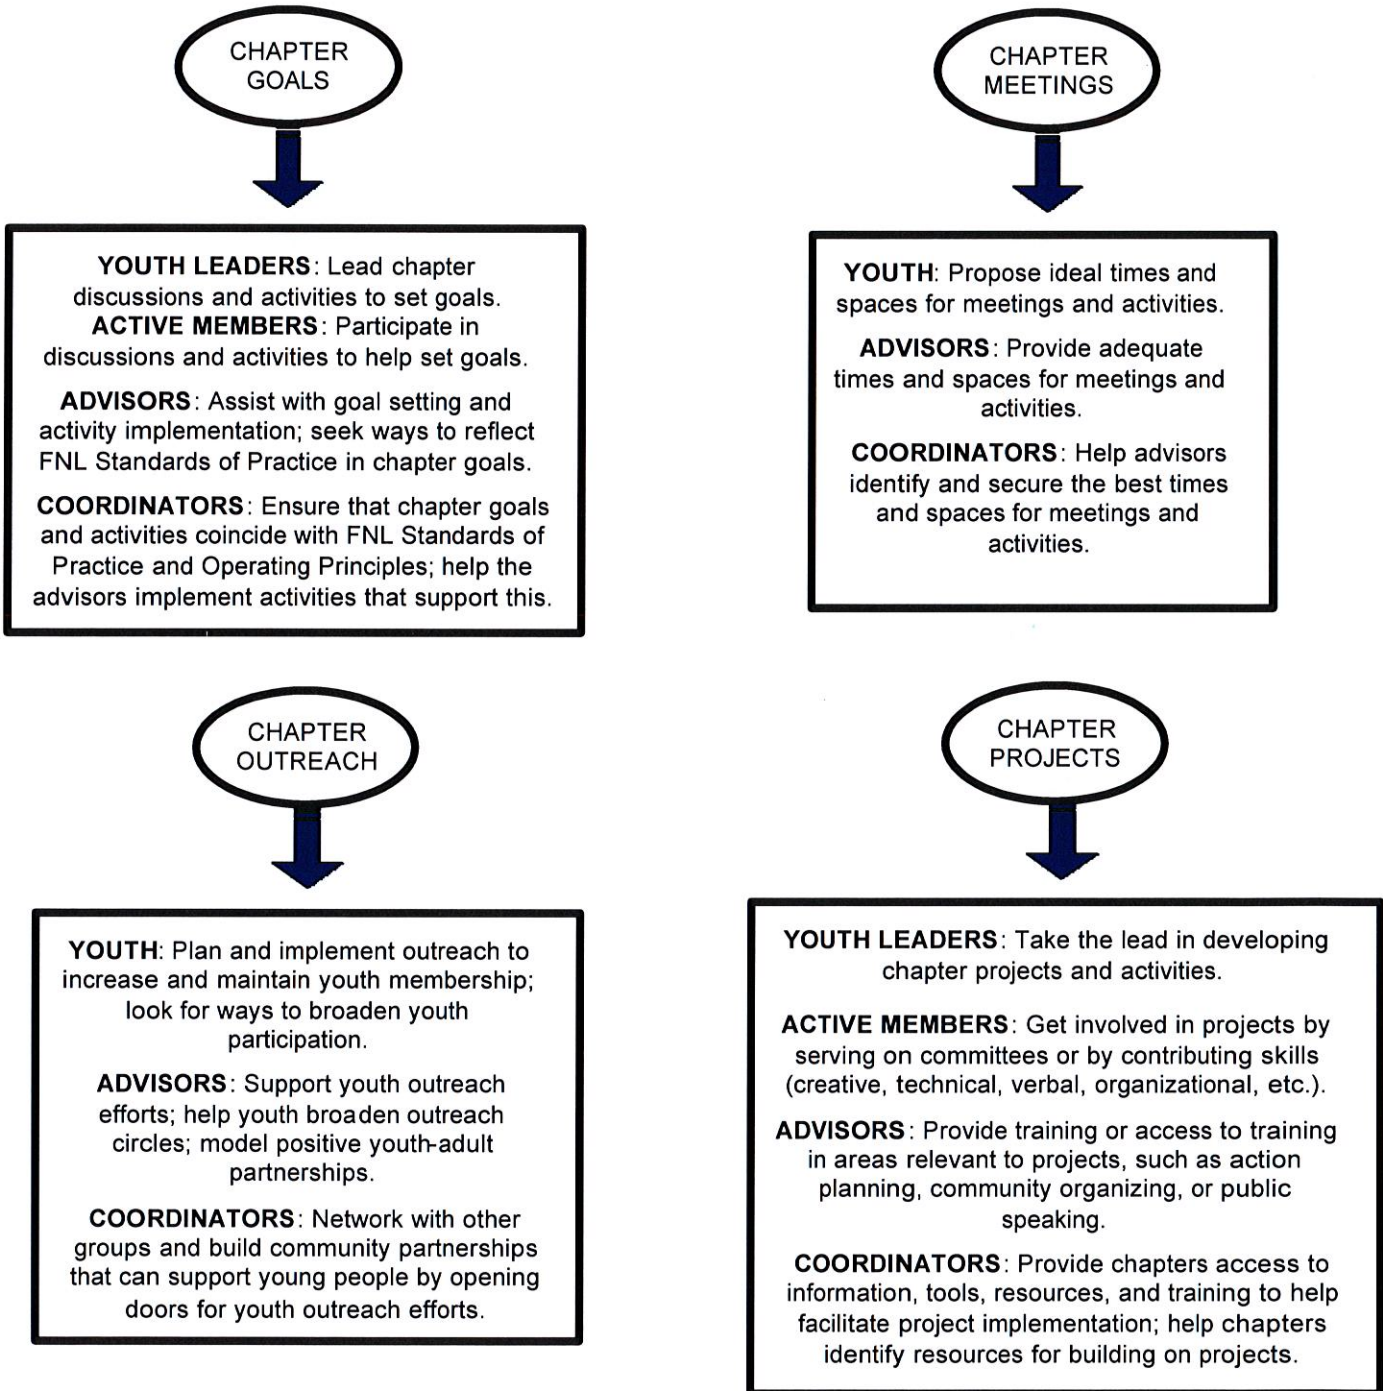 CHAPTER
GOALS
YOUTH LEADERS: Lead chapter
discussions and activities to set goals.
ACTIVE MEMBERS: Participate in
discussions and activities to help set goals.
ADVISORS: Assist with goal setting and
activity implementation; seek ways to reflect
FNL Standards of Practice in chapter goals.
COORDINATORS: Ensure that chapter goals
and activities coincide with FNL Standards of
Practice and Operating Principles; help the
advisors implement activities that support this.
CHAPTER
MEETINGS
YOUTH: Propose ideal times and
spaces for meetings and activities.
ADVISORS: Provide adequate
times and spaces for meetings and
activities.
COORDINATORS: Help advisors
identify and secure the best times
and spaces for meetings and
activities.
CHAPTER
OUTREACH
YOUTH: Plan and implement outreach to
increase and maintain youth membership;
look for ways to broaden youth
participation.
ADVISORS: Support youth outreach
efforts; help youth broaden outreach
circles; model positive youth-adult
partnerships.
COORDINATORS: Network with other
groups and build community partnerships
that can support young people by opening
doors for youth outreach efforts.
CHAPTER
PROJECTS
YOUTH LEADERS: Take the lead in developing
chapter projects and activities.
ACTIVE MEMBERS: Get involved in projects by
serving on committees or by contributing skills
(creative, technical, verbal, organizational, etc.).
ADVISORS: Provide training or access to training
in areas relevant to projects, such as action
planning, community organizing, or public
speaking.
COORDINATORS: Provide chapters access to
information, tools, resources, and training to help
facilitate project implementation; help chapters
identify resources for building on projects.